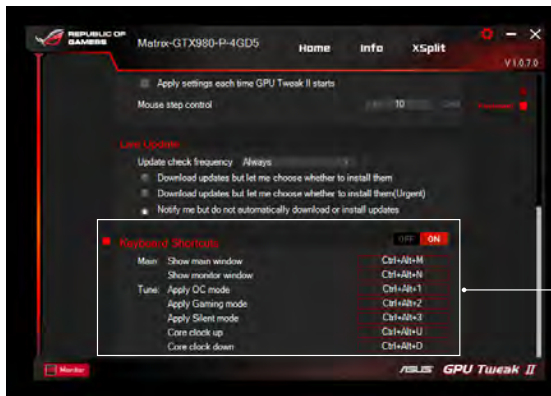 REPUBLIC OF
GAMERS
Matrix-GTX980-P-4GD5
Home
Info
XSplit
V1.0.7.0
Apply settings each time GPU Tweak II starts
Mouse step control
10
Live Update
Update check frequency Always
Download updates but let me choose whether to install them
Download updates but let me choose whether to install them(Urgent)
Notify me but do not automatically download or install updates
Keyboard Shortcuts
OFF ON
Main: Show main window Ctrl+Alt+M
Show monitor window Ctrl+Alt+N
Tune: Apply OC mode Ctrl+Alt+1
Apply Gaming mode Ctrl+Alt+2
Apply Silent mode Ctrl+Alt+3
Core clock up Ctrl+Alt+U
Core clock down Ctrl+Alt+D
Monitor
ASUS GPU Tweak II